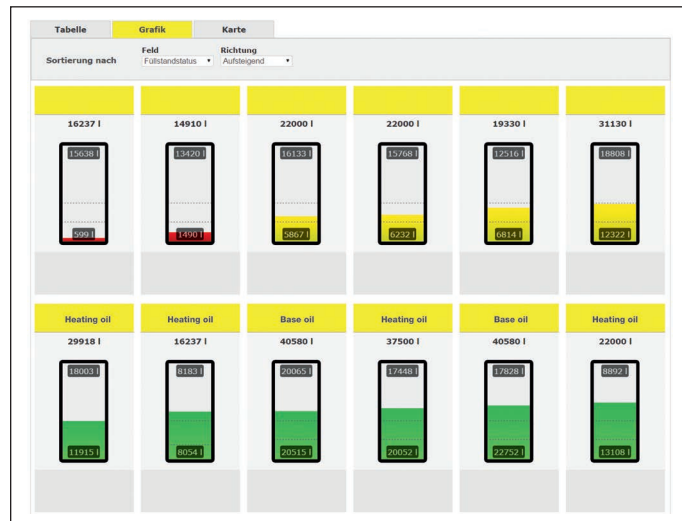 Tabelle Grafik Karte
Feld Richtung
Sortierung nach Füllstandstatus Aufsteigend
16237 l 14910 l 22000 l 22000 l 19330 l 31130 l
15638 l 13420 l 16133 l 15768 l 12516 l 18808 l
599 l 1490 l 5867 l 6232 l 6814 l 12322 l
Heating oil Heating oil Base oil Heating oil Base oil Heating oil
29918 l 16237 l 40580 l 37500 l 40580 l 22000 l
18003 l 8183 l 20065 l 17448 l 17828 l 8892 l
11915 l 8054 l 20515 l 20052 l 22752 l 13108 l